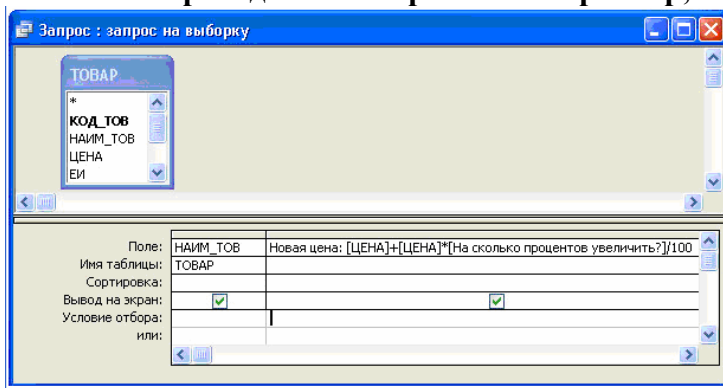 Запрос : запрос на выборку
ТОВАР
*
КОД_ТОВ
НАИМ_ТОВ
ЦЕНА
ЕИ
Поле: НАИМ_ТОВ Новая цена: [ЦЕНА]+[ЦЕНА]*[На сколько процентов увеличить?]/100
Имя таблицы: ТОВАР
Сортировка:
Вывод на экран:
Условие отбора:
или: